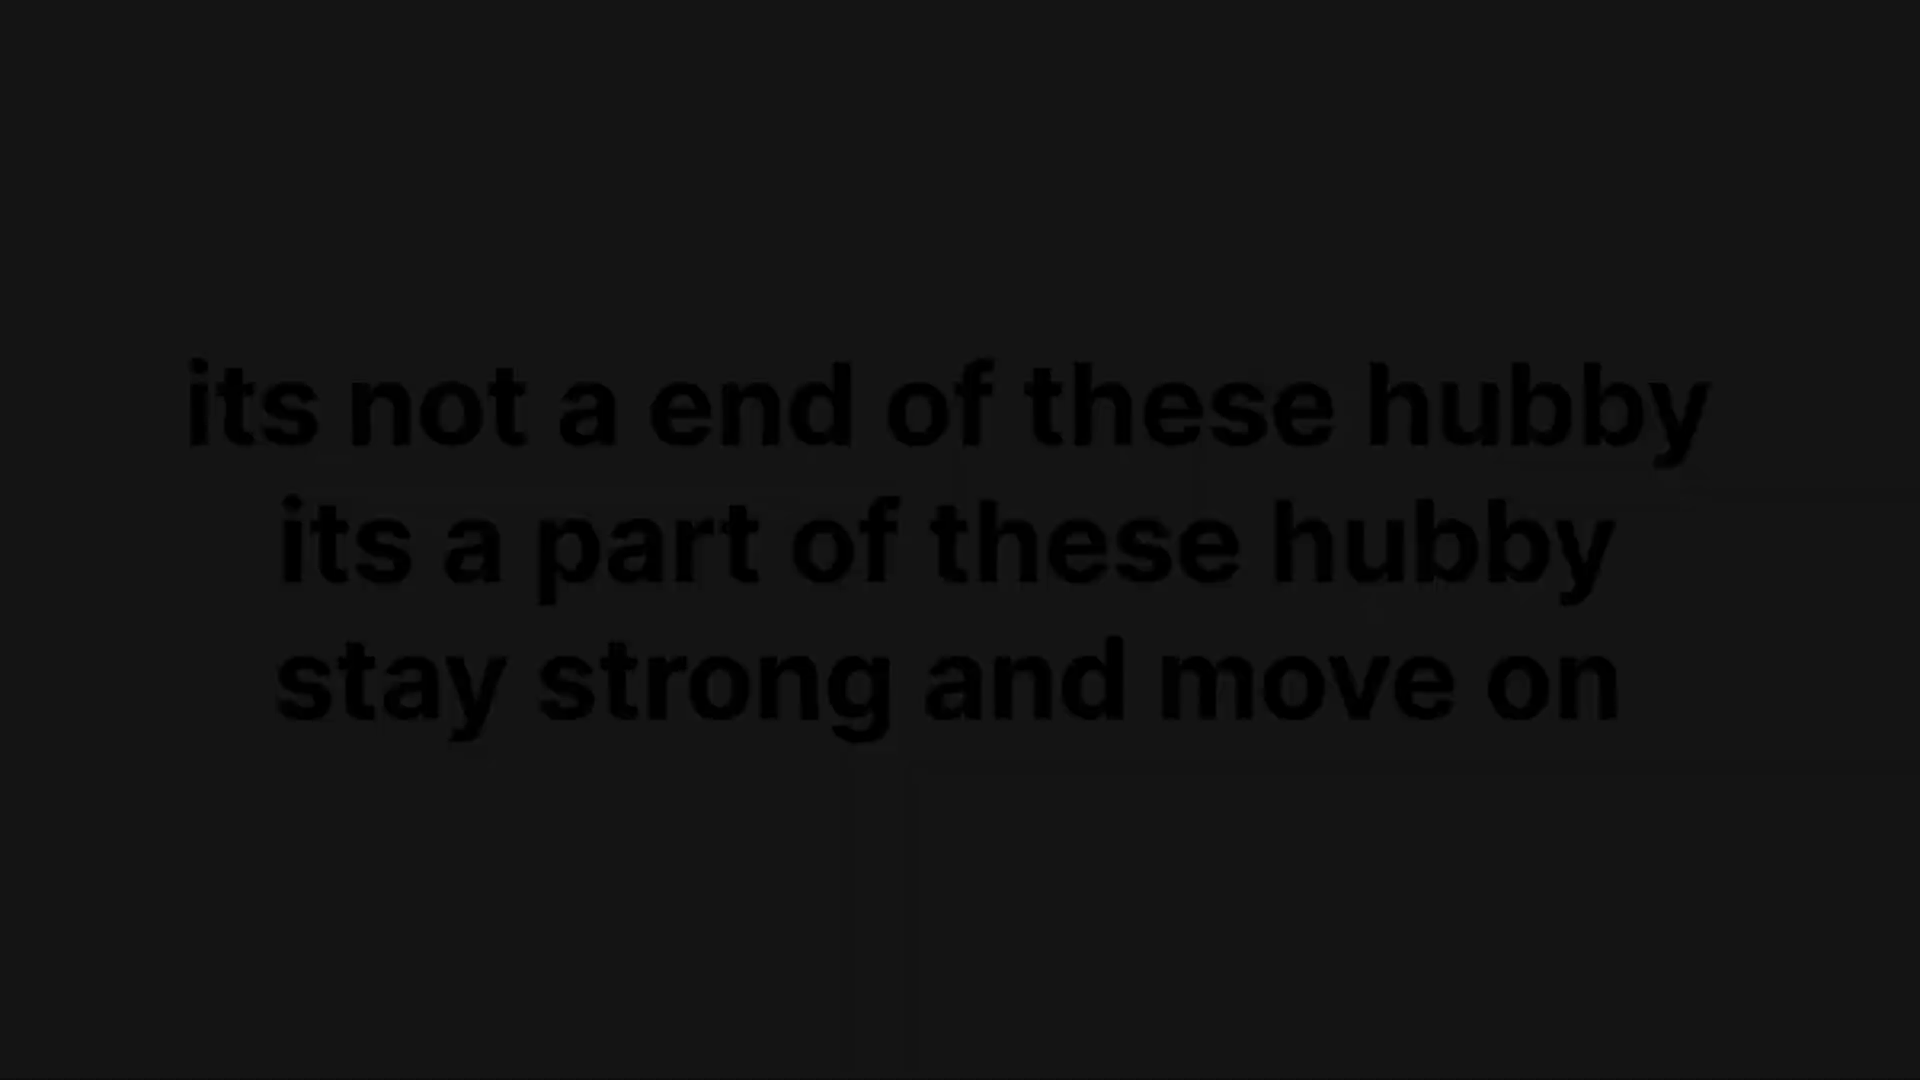 its not a end of these hubby
its a part of these hubby
stay strong and move on